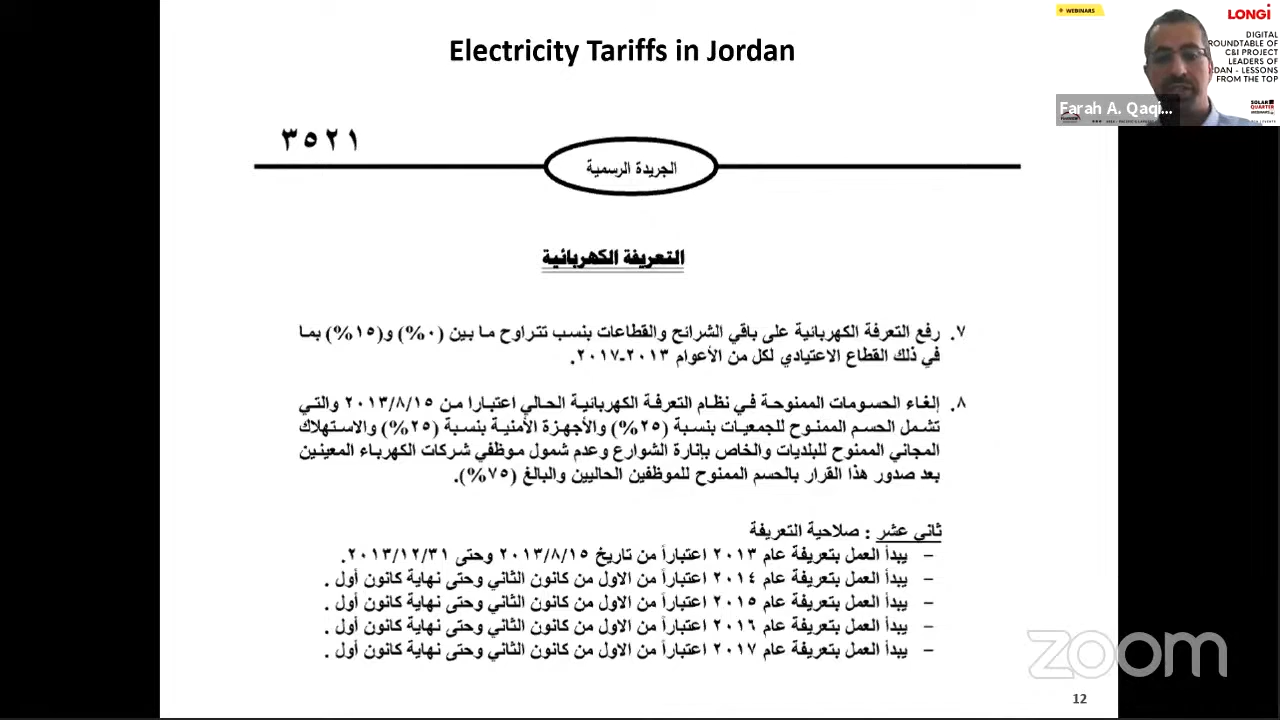 Electricity Tariffs in Jordan
WEBINARS
LONGi
DIGITAL
ROUNDTABLE OF
C&I PROJECT
LEADERS OF
DAN - LESSONS
FROM THE TOP
SOLAR
QUARTER
Farah A. Qaqi...
٣٥٢١
الجريدة الرسمية
التعريفة الكهربائية
٧. رفع التعرفة الكهربائية على باقي الشرائح والقطاعات بنسب تتراوح ما بين (٠%) و(١٥%) بما
في ذلك القطاع الاعتيادي لكل من الأعوام ٢٠١٣-٢٠١٧.
٨. إلغاء الحسومات الممنوحة في نظام التعرفة الكهربائية الحالي اعتبارا من ٢٠١٣/٨/١٥ والتي
تشمل الحسم الممنوح للجمعيات بنسبة (٢٥%) والأجهزة الأمنية بنسبة (٢٥%) والاستهلاك
المجاني الممنوح للبلديات والخاص بإنارة الشوارع وعدم شمول موظفي شركات الكهرباء المعينين
بعد صدور هذا القرار بالحسم الممنوح للموظفين الحاليين والبالغ (٧٥%).
ثاني عشر : صلاحية التعريفة
– يبدأ العمل بتعريفة عام ٢٠١٣ اعتباراً من تاريخ ٢٠١٣/٨/١٥ وحتى ٢٠١٣/١٢/٣١.
– يبدأ العمل بتعريفة عام ٢٠١٤ اعتباراً من الاول من كانون الثاني وحتى نهاية كانون أول .
– يبدأ العمل بتعريفة عام ٢٠١٥ اعتباراً من الاول من كانون الثاني وحتى نهاية كانون أول .
– يبدأ العمل بتعريفة عام ٢٠١٦ اعتباراً من الاول من كانون الثاني وحتى نهاية كانون أول .
– يبدأ العمل بتعريفة عام ٢٠١٧ اعتباراً من الاول من كانون الثاني وحتى نهاية كانون أول .
zoom
12